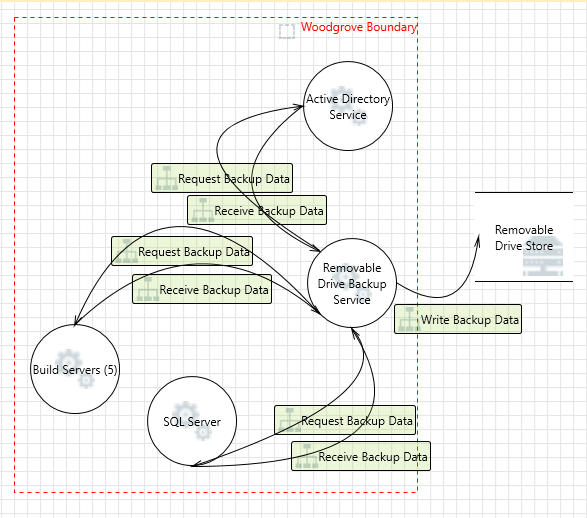 Woodgrove Boundary
Active Directory
Service
Request Backup Data
Receive Backup Data
Removable
Drive Store
Request Backup Data
Removable
Drive Backup
Service
Receive Backup Data
Write Backup Data
Build Servers (5)
SQL Server
Request Backup Data
Receive Backup Data